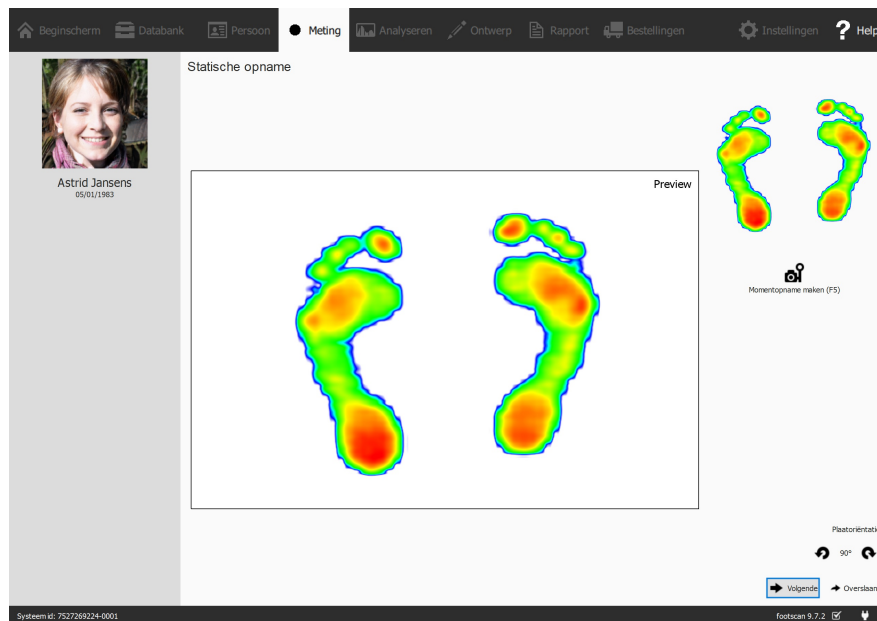 Beginscherm Databank Persoon Meting Analyseren Ontwerp Rapport Bestellingen Instellingen ? Help
Statische opname
Preview
Astrid Jansens
05/01/1983
Momentopname maken (F5)
Plaatoriëntati
90°
Volgende Overslaan
Systeem id: 7527269224-0001 footscan 9.7.2